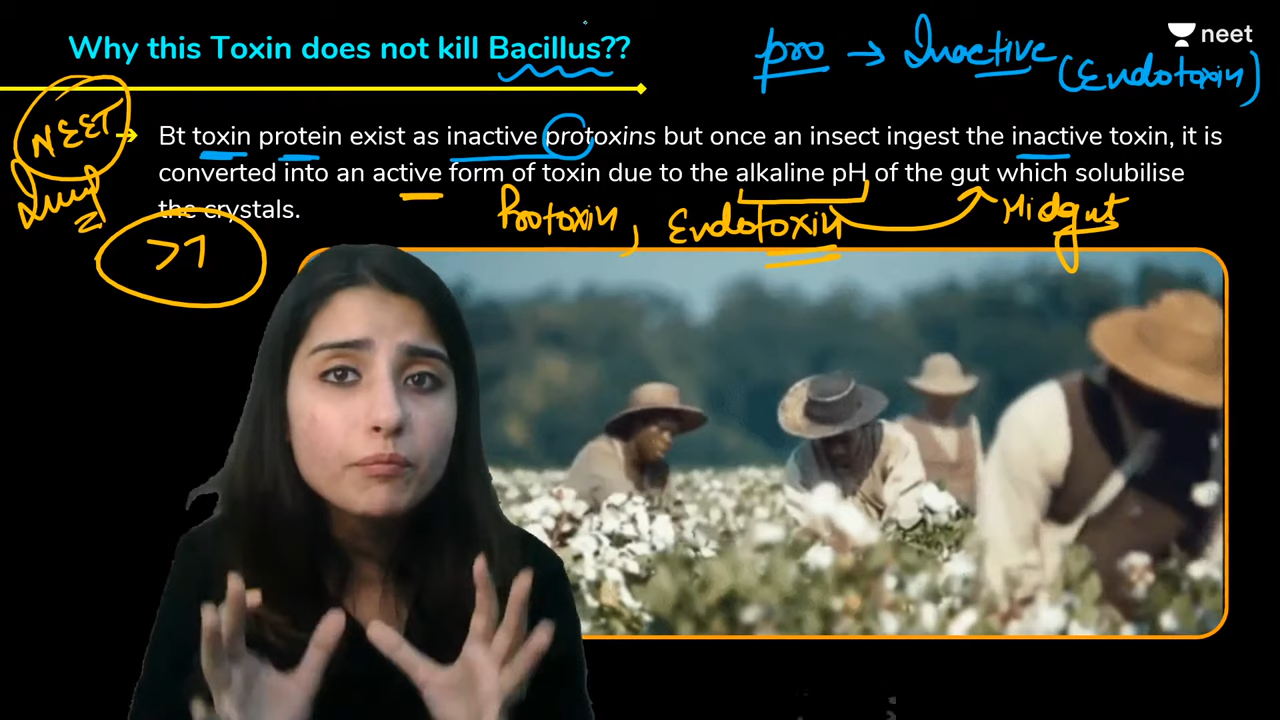 Why this Toxin does not kill Bacillus??
pro → Inactive (Endotoxin)
neet
NEET
Imp
Bt toxin protein exist as inactive protoxins but once an insect ingest the inactive toxin, it is
converted into an active form of toxin due to the alkaline pH of the gut which solubilise
the crystals.
Protoxin, Endotoxin
Midgut
>7